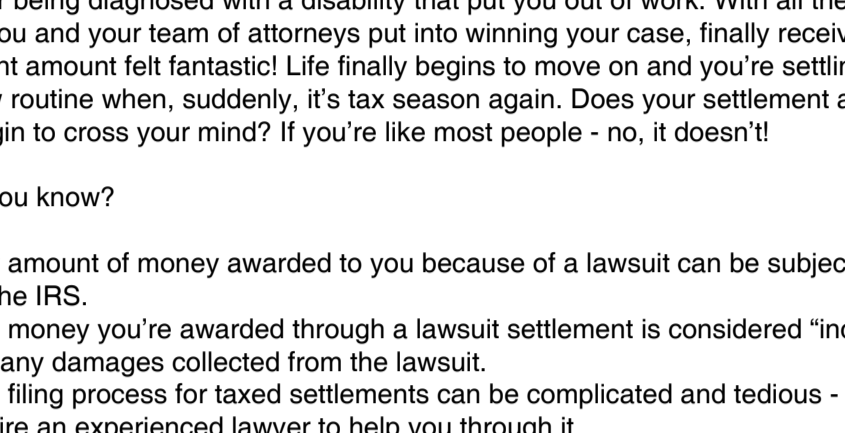 being diagnosed with a disability that put you out of work. With all the
ou and your team of attorneys put into winning your case, finally receiv
nt amount felt fantastic! Life finally begins to move on and you’re settlin
routine when, suddenly, it’s tax season again. Does your settlement a
gin to cross your mind? If you’re like most people - no, it doesn’t!
ou know?
amount of money awarded to you because of a lawsuit can be subjec
he IRS.
money you’re awarded through a lawsuit settlement is considered “inc
any damages collected from the lawsuit.
filing process for taxed settlements can be complicated and tedious -
ire an experienced lawyer to help you through it